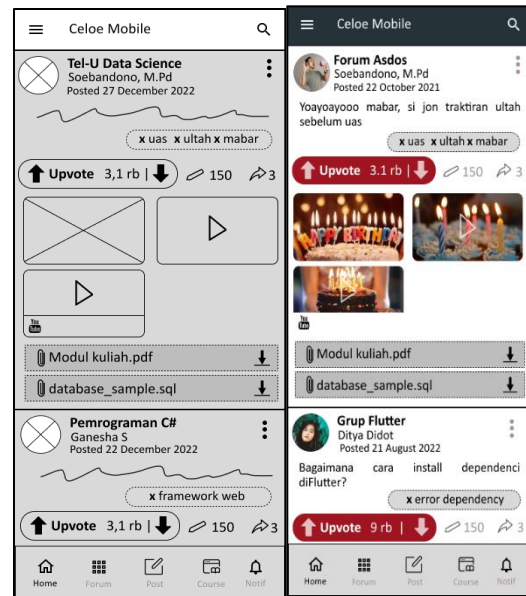 Celoe Mobile
Tel-U Data Science
Soebandono, M.Pd
Posted 27 December 2022
x uas x ultah x mabar
Upvote 3,1 rb |
150
3
You
Tube
Modul kuliah.pdf
database_sample.sql
Pemrograman C#
Ganesha S
Posted 22 December 2022
x framework web
Upvote 3,1 rb |
150
3
Home Forum Post Course Notif
Celoe Mobile
Forum Asdos
Soebandono, M.Pd
Posted 22 October 2021
Yoayoayooo mabar, si jon traktiran ultah
sebelum uas
x uas x ultah x mabar
Upvote 3.1 rb |
150
3
HAPPY BIRTHDAY
You
Tube
Modul kuliah.pdf
database_sample.sql
Grup Flutter
Ditya Didot
Posted 21 August 2022
Bagaimana cara install dependenci
diFlutter?
x error dependency
Upvote 9 rb |
150
3
Home Forum Post Course Notif